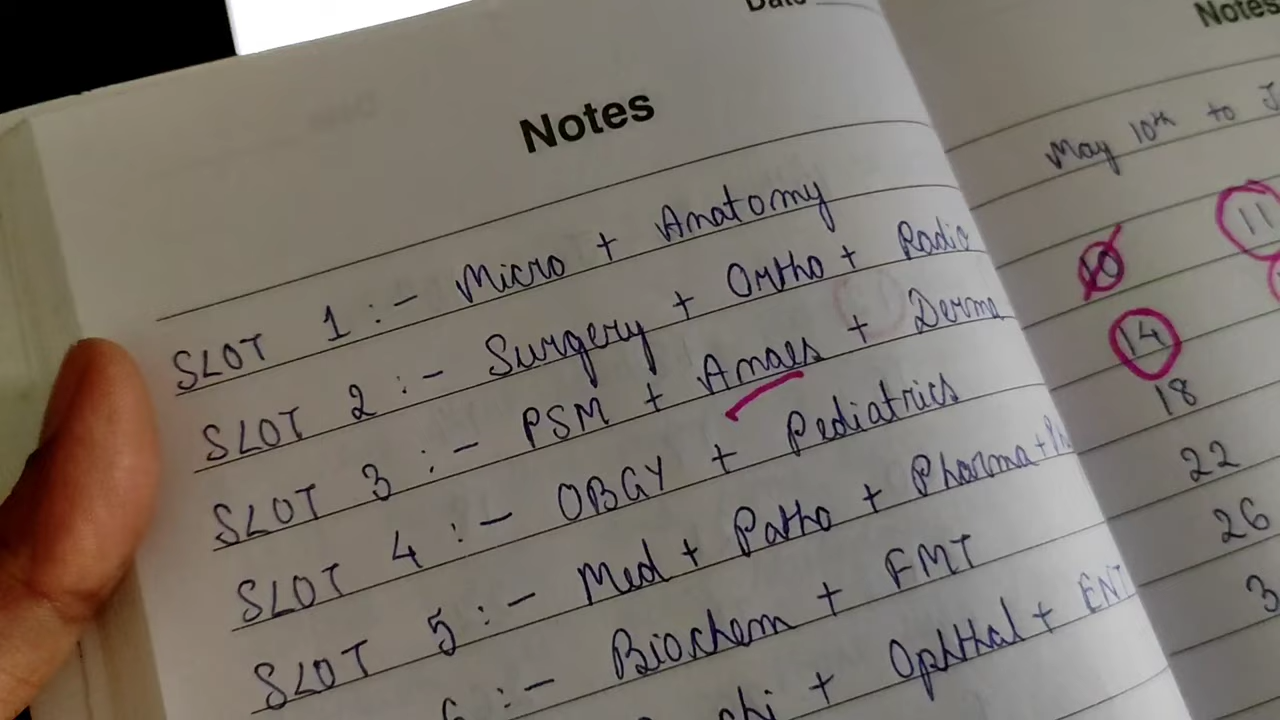 Notes
SLOT 1 :- Micro + Anatomy
SLOT 2 :- Surgery + Ortho + Radio
SLOT 3 :- PSM + Anaes + Derma
SLOT 4 :- OBGY + Pediatrics
SLOT 5 :- Med + Patho + Pharma +
6 :- Biochem + FMT
+ Ophthal + ENT
Date
Notes
May 10th to
10 11
14
18
22
26
3